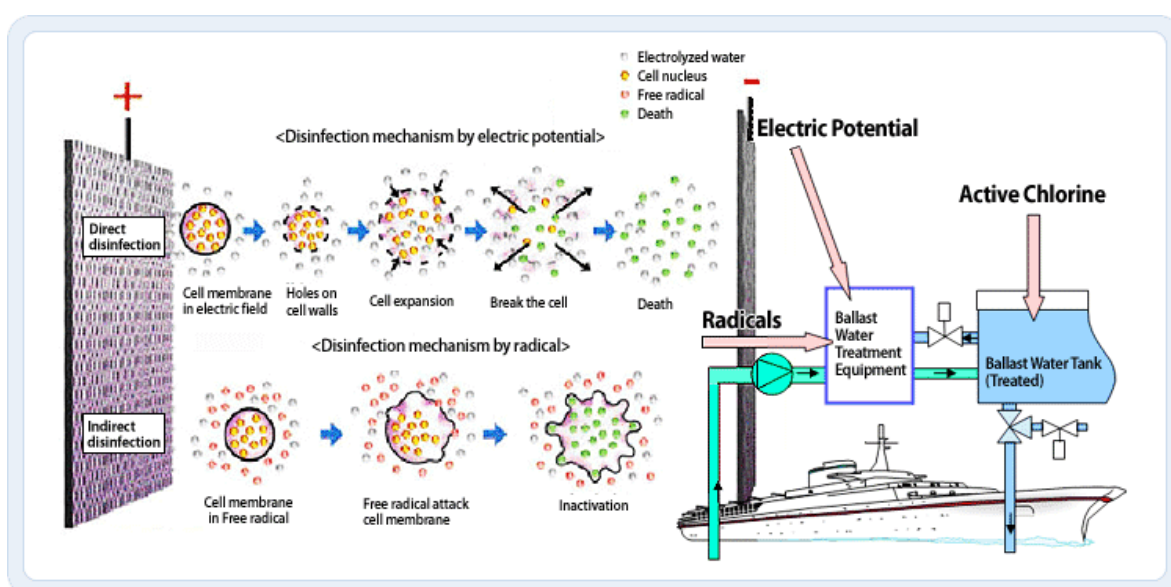 Electrolyzed water
Cell nucleus
Free radical
Death
+
-
<Disinfection mechanism by electric potential>
Direct
disinfection
Cell membrane
in electric field
Holes on
cell walls
Cell expansion
Break the cell
Death
<Disinfection mechanism by radical>
Indirect
disinfection
Cell membrane
in Free radical
Free radical attack
cell membrane
Inactivation
Electric Potential
Active Chlorine
Radicals
Ballast
Water
Treatment
Equipment
Ballast Water Tank
(Treated)